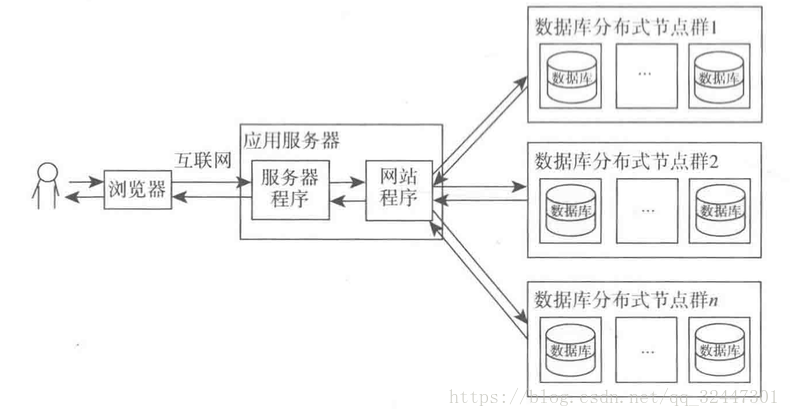 数据库分布式节点群1
数据库
...
数据库
互联网
应用服务器
浏览器
服务器
程序
网站
程序
数据库分布式节点群2
数据库
...
数据库
数据库分布式节点群n
数据库
...
数据库
https://blog.csdn.net/qq_32447301